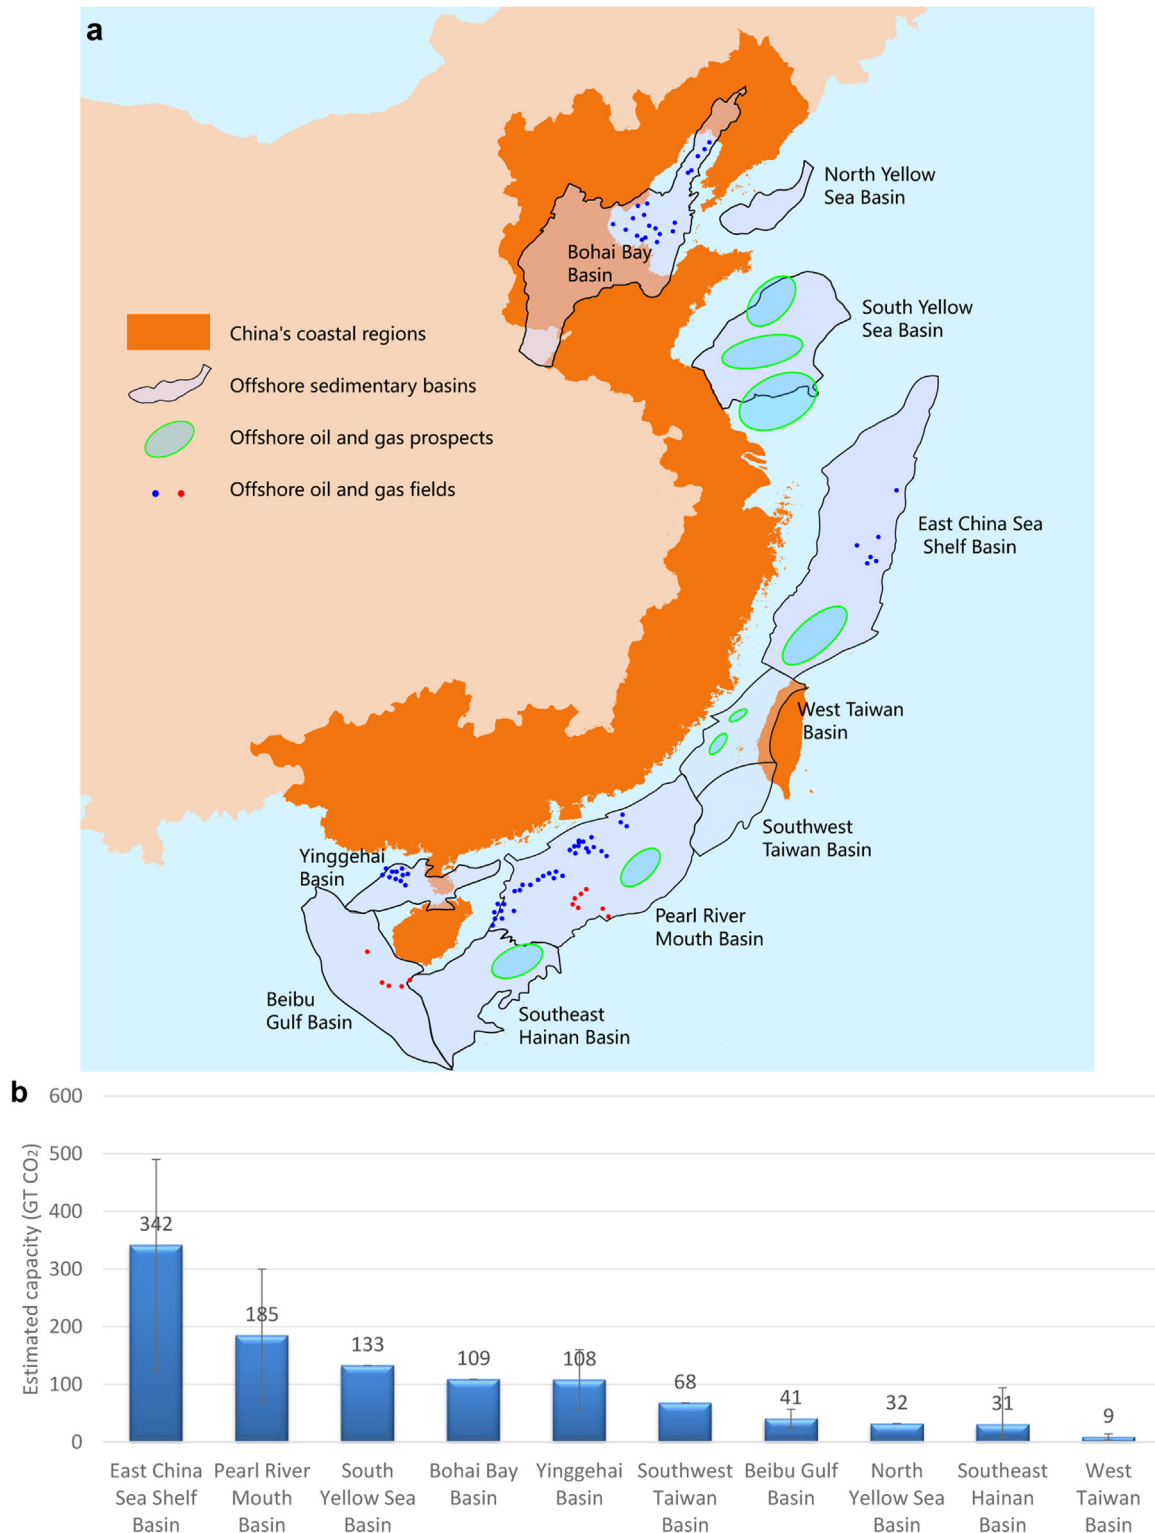 a
North Yellow
Sea Basin
Bohai Bay
Basin
South Yellow
Sea Basin
China's coastal regions
Offshore sedimentary basins
Offshore oil and gas prospects
Offshore oil and gas fields
East China Sea
Shelf Basin
West Taiwan
Basin
Southwest
Taiwan Basin
Yinggehai
Basin
Pearl River
Mouth Basin
Beibu
Gulf Basin
Southeast
Hainan Basin
b
Estimated capacity (GT CO₂)
600
500
400
300
200
100
0
342
185
133
109
108
68
41
32
31
9
East China
Sea Shelf
Basin
Pearl River
Mouth
Basin
South
Yellow Sea
Basin
Bohai Bay
Basin
Yinggehai
Basin
Southwest
Taiwan
Basin
Beibu Gulf
Basin
North
Yellow Sea
Basin
Southeast
Hainan
Basin
West
Taiwan
Basin